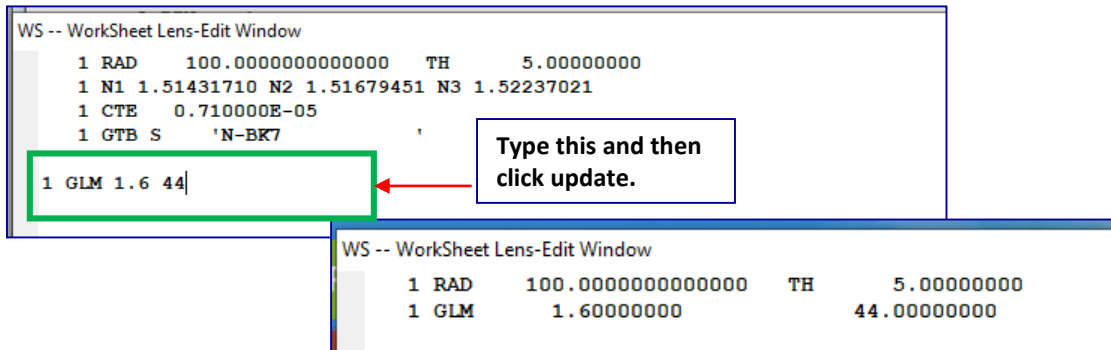 WS -- WorkSheet Lens-Edit Window
1 RAD 100.0000000000000 TH 5.00000000
1 N1 1.51431710 N2 1.51679451 N3 1.52237021
1 CTE 0.710000E-05
1 GTB S 'N-BK7 '
1 GLM 1.6 44
Type this and then
click update.
WS -- WorkSheet Lens-Edit Window
1 RAD 100.0000000000000 TH 5.00000000
1 GLM 1.60000000 44.00000000